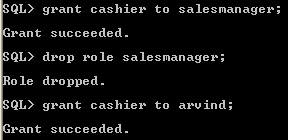 SQL> grant cashier to salesmanager;
Grant succeeded.
SQL> drop role salesmanager;
Role dropped.
SQL> grant cashier to arvind;
Grant succeeded.